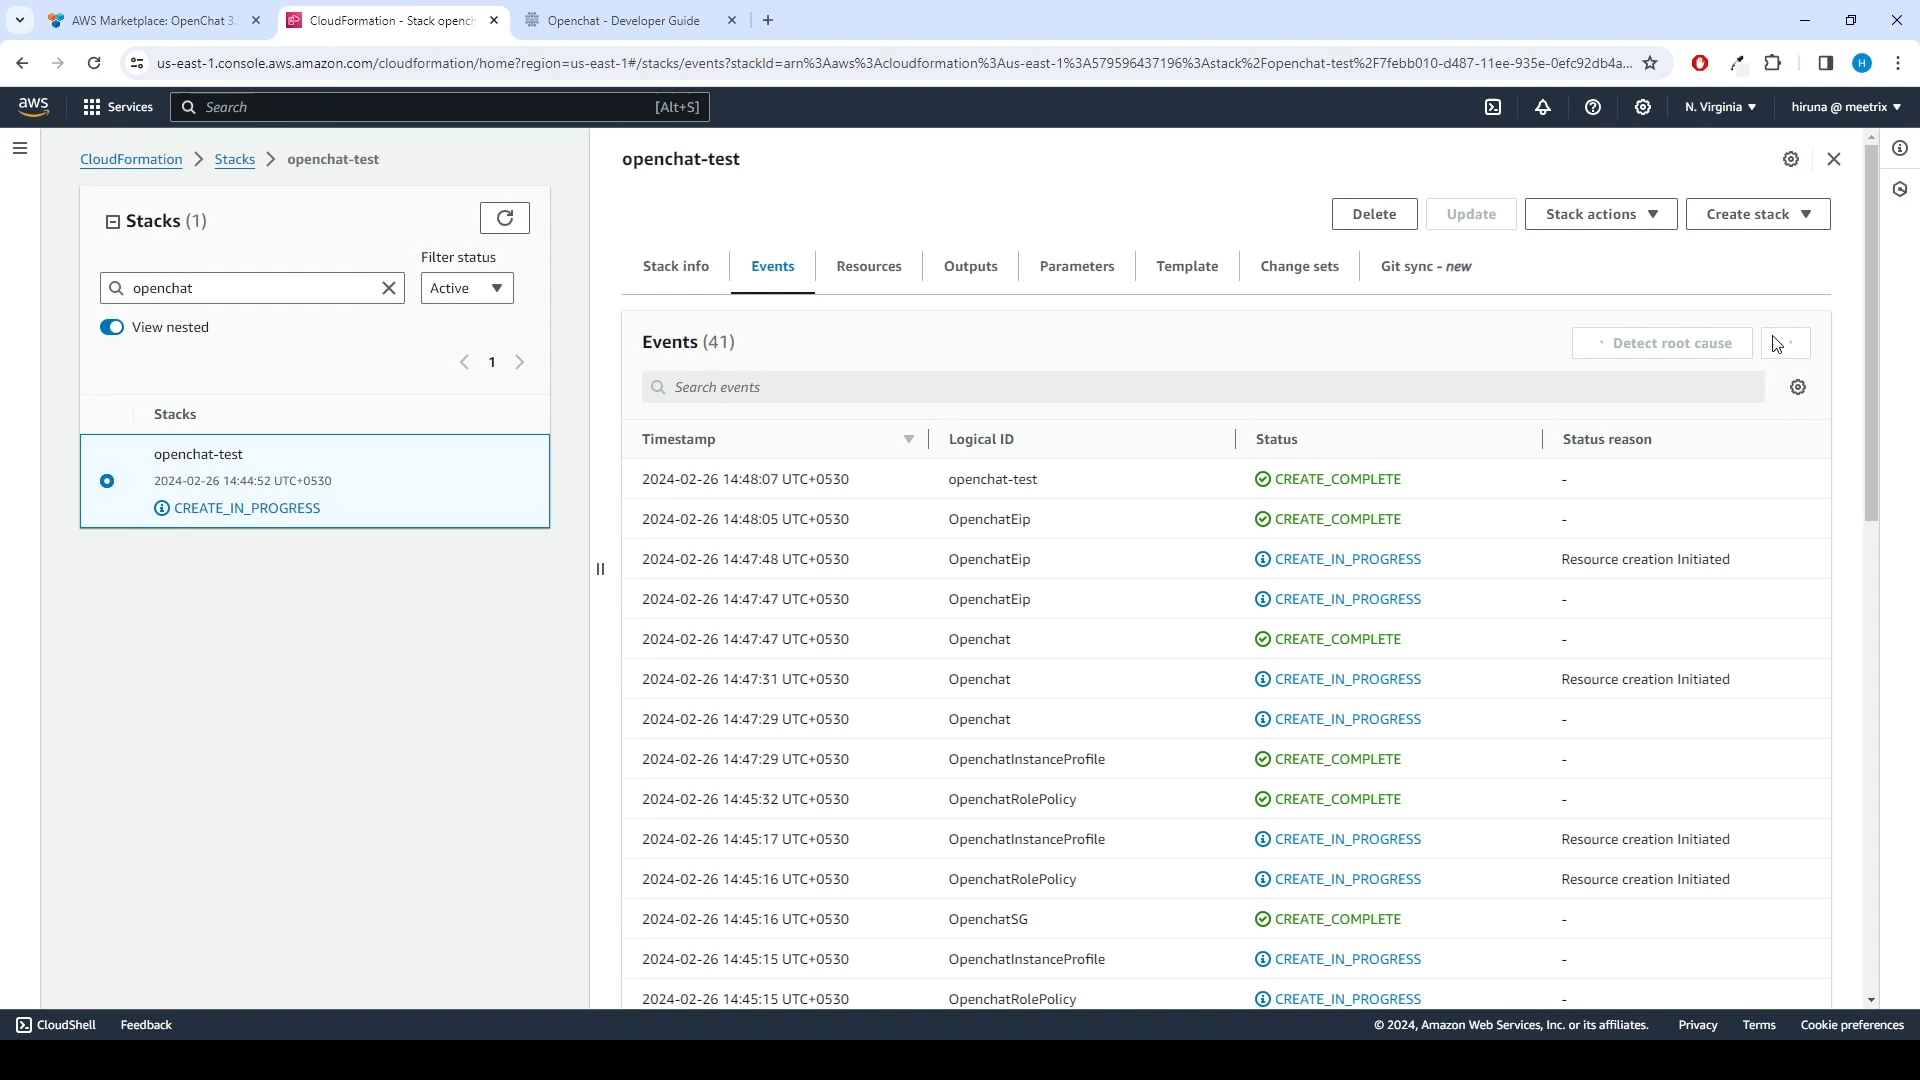 AWS Marketplace: OpenChat 3.
CloudFormation - Stack opench
Openchat - Developer Guide
us-east-1.console.aws.amazon.com/cloudformation/home?region=us-east-1#/stacks/events?stackId=arn%3Aaws%3Acloudformation%3Aus-east-1%3A579596437196%3Astack%2Fopenchat-test%2F7febb010-d487-11ee-935e-0efc92db4a...
H
aws
Services
Search
[Alt+S]
N. Virginia
hiruna @ meetrix
CloudFormation
Stacks
openchat-test
Stacks (1)
Filter status
openchat
Active
View nested
1
Stacks
openchat-test
2024-02-26 14:44:52 UTC+0530
CREATE_IN_PROGRESS
openchat-test
Delete
Update
Stack actions
Create stack
Stack info
Events
Resources
Outputs
Parameters
Template
Change sets
Git sync - new
Events (41)
Detect root cause
Search events
Timestamp Logical ID Status Status reason
2024-02-26 14:48:07 UTC+0530 openchat-test CREATE_COMPLETE -
2024-02-26 14:48:05 UTC+0530 OpenchatEip CREATE_COMPLETE -
2024-02-26 14:47:48 UTC+0530 OpenchatEip CREATE_IN_PROGRESS Resource creation Initiated
2024-02-26 14:47:47 UTC+0530 OpenchatEip CREATE_IN_PROGRESS -
2024-02-26 14:47:47 UTC+0530 Openchat CREATE_COMPLETE -
2024-02-26 14:47:31 UTC+0530 Openchat CREATE_IN_PROGRESS Resource creation Initiated
2024-02-26 14:47:29 UTC+0530 Openchat CREATE_IN_PROGRESS -
2024-02-26 14:47:29 UTC+0530 OpenchatInstanceProfile CREATE_COMPLETE -
2024-02-26 14:45:32 UTC+0530 OpenchatRolePolicy CREATE_COMPLETE -
2024-02-26 14:45:17 UTC+0530 OpenchatInstanceProfile CREATE_IN_PROGRESS Resource creation Initiated
2024-02-26 14:45:16 UTC+0530 OpenchatRolePolicy CREATE_IN_PROGRESS Resource creation Initiated
2024-02-26 14:45:16 UTC+0530 OpenchatSG CREATE_COMPLETE -
2024-02-26 14:45:15 UTC+0530 OpenchatInstanceProfile CREATE_IN_PROGRESS -
2024-02-26 14:45:15 UTC+0530 OpenchatRolePolicy CREATE_IN_PROGRESS -
CloudShell
Feedback
© 2024, Amazon Web Services, Inc. or its affiliates.
Privacy
Terms
Cookie preferences